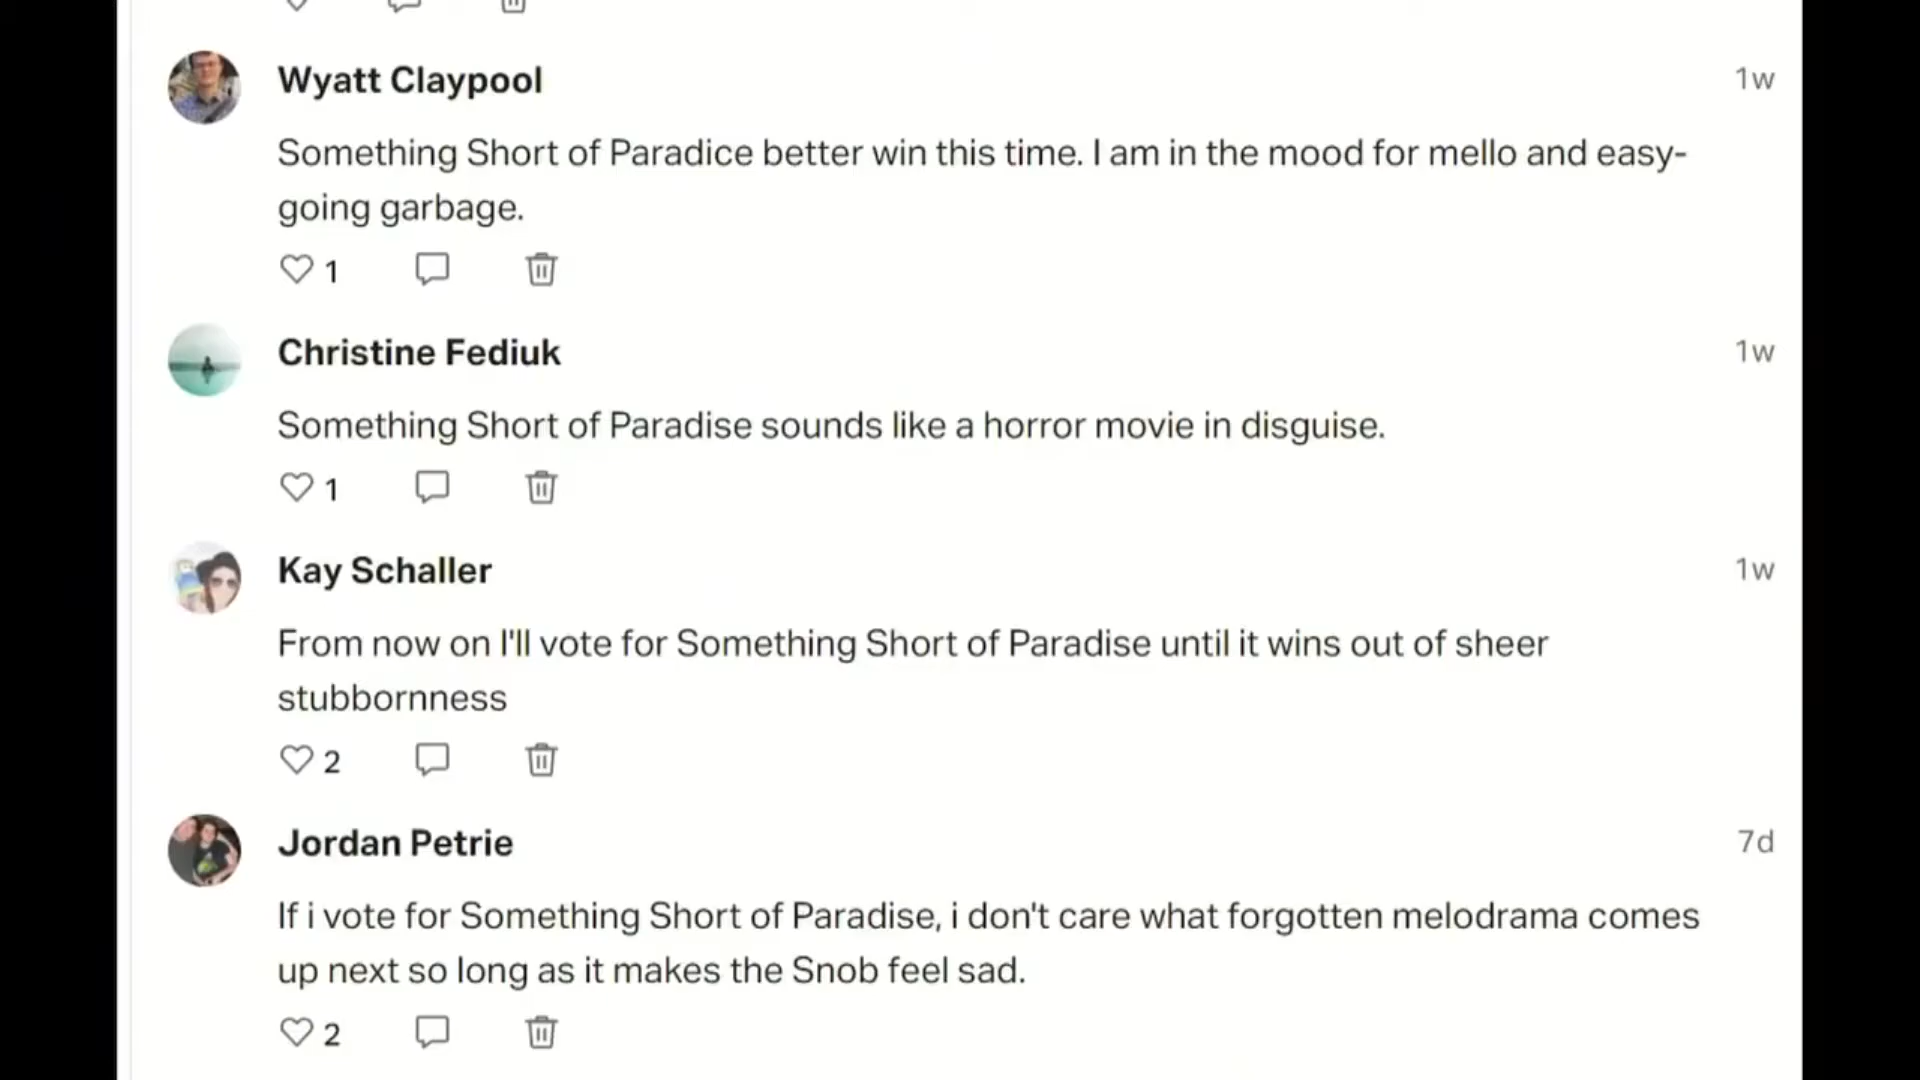 Wyatt Claypool
1w
Something Short of Paradice better win this time. I am in the mood for mello and easy-
going garbage.
1
Christine Fediuk
1w
Something Short of Paradise sounds like a horror movie in disguise.
1
Kay Schaller
1w
From now on I'll vote for Something Short of Paradise until it wins out of sheer
stubbornness
2
Jordan Petrie
7d
If i vote for Something Short of Paradise, i don't care what forgotten melodrama comes
up next so long as it makes the Snob feel sad.
2